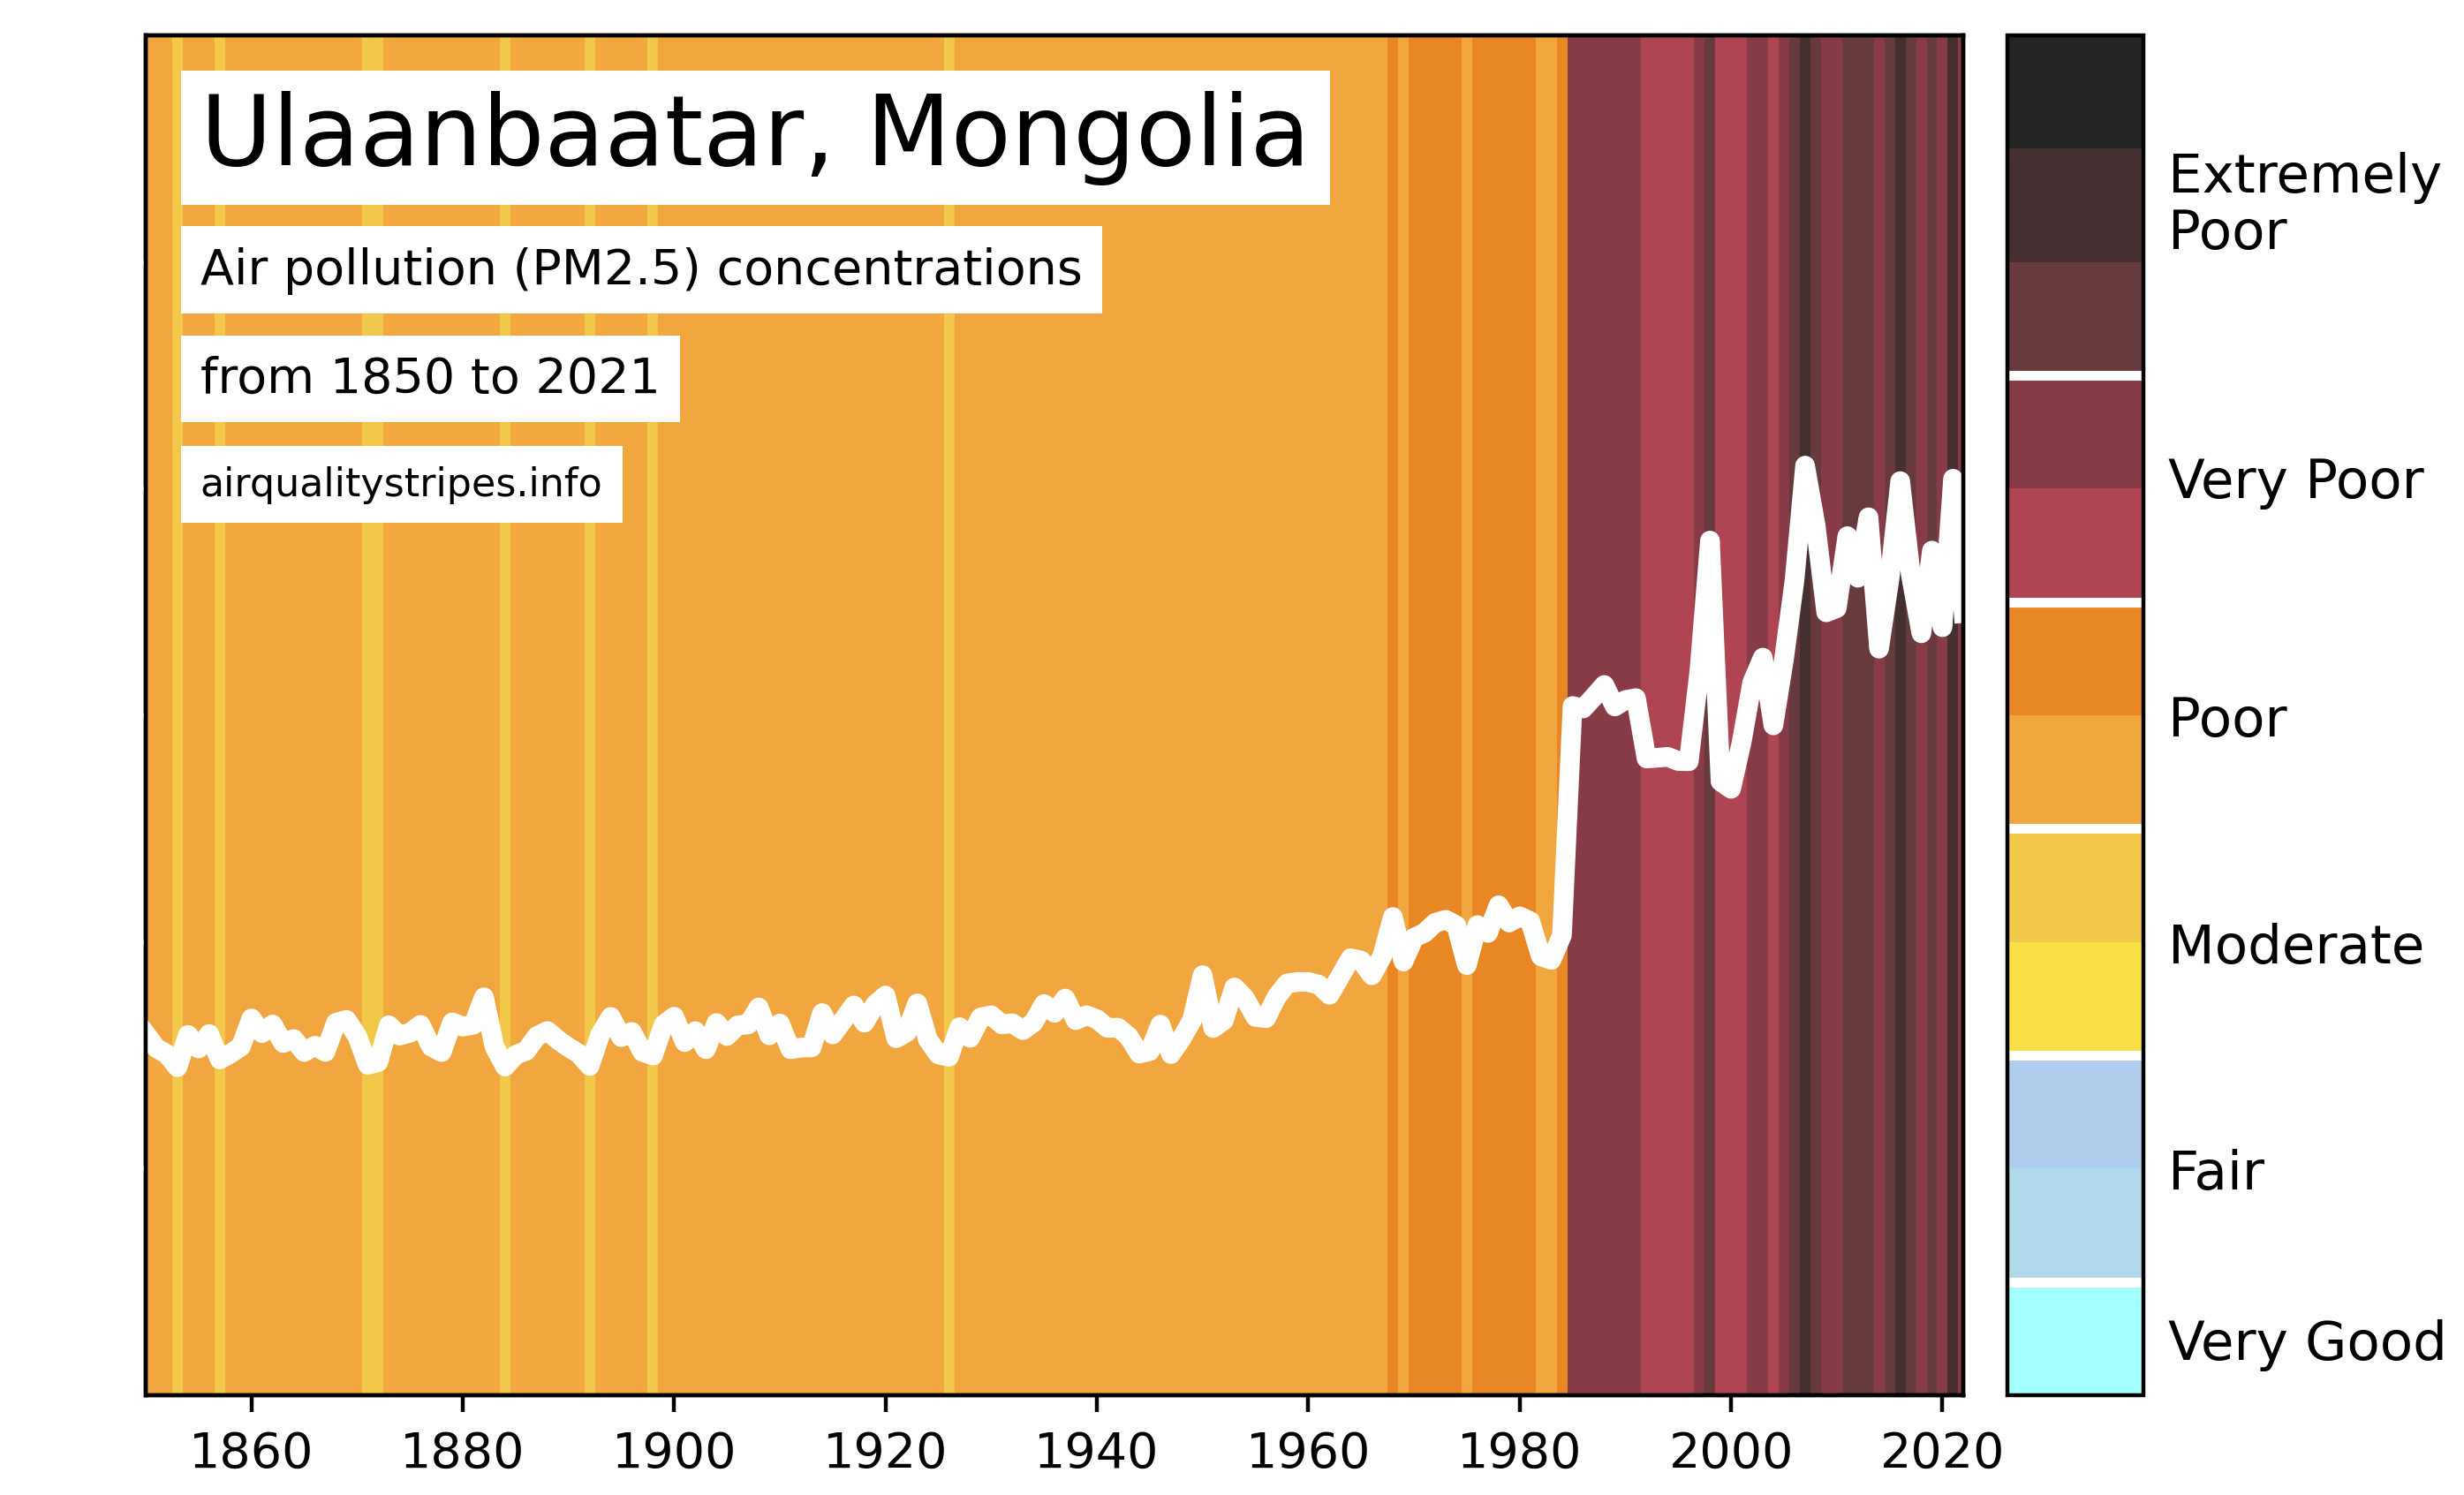 Ulaanbaatar, Mongolia
Air pollution (PM2.5) concentrations
from 1850 to 2021
airqualitystripes.info
Extremely
Poor
Very Poor
Poor
Moderate
Fair
Very Good
1860 1880 1900 1920 1940 1960 1980 2000 2020